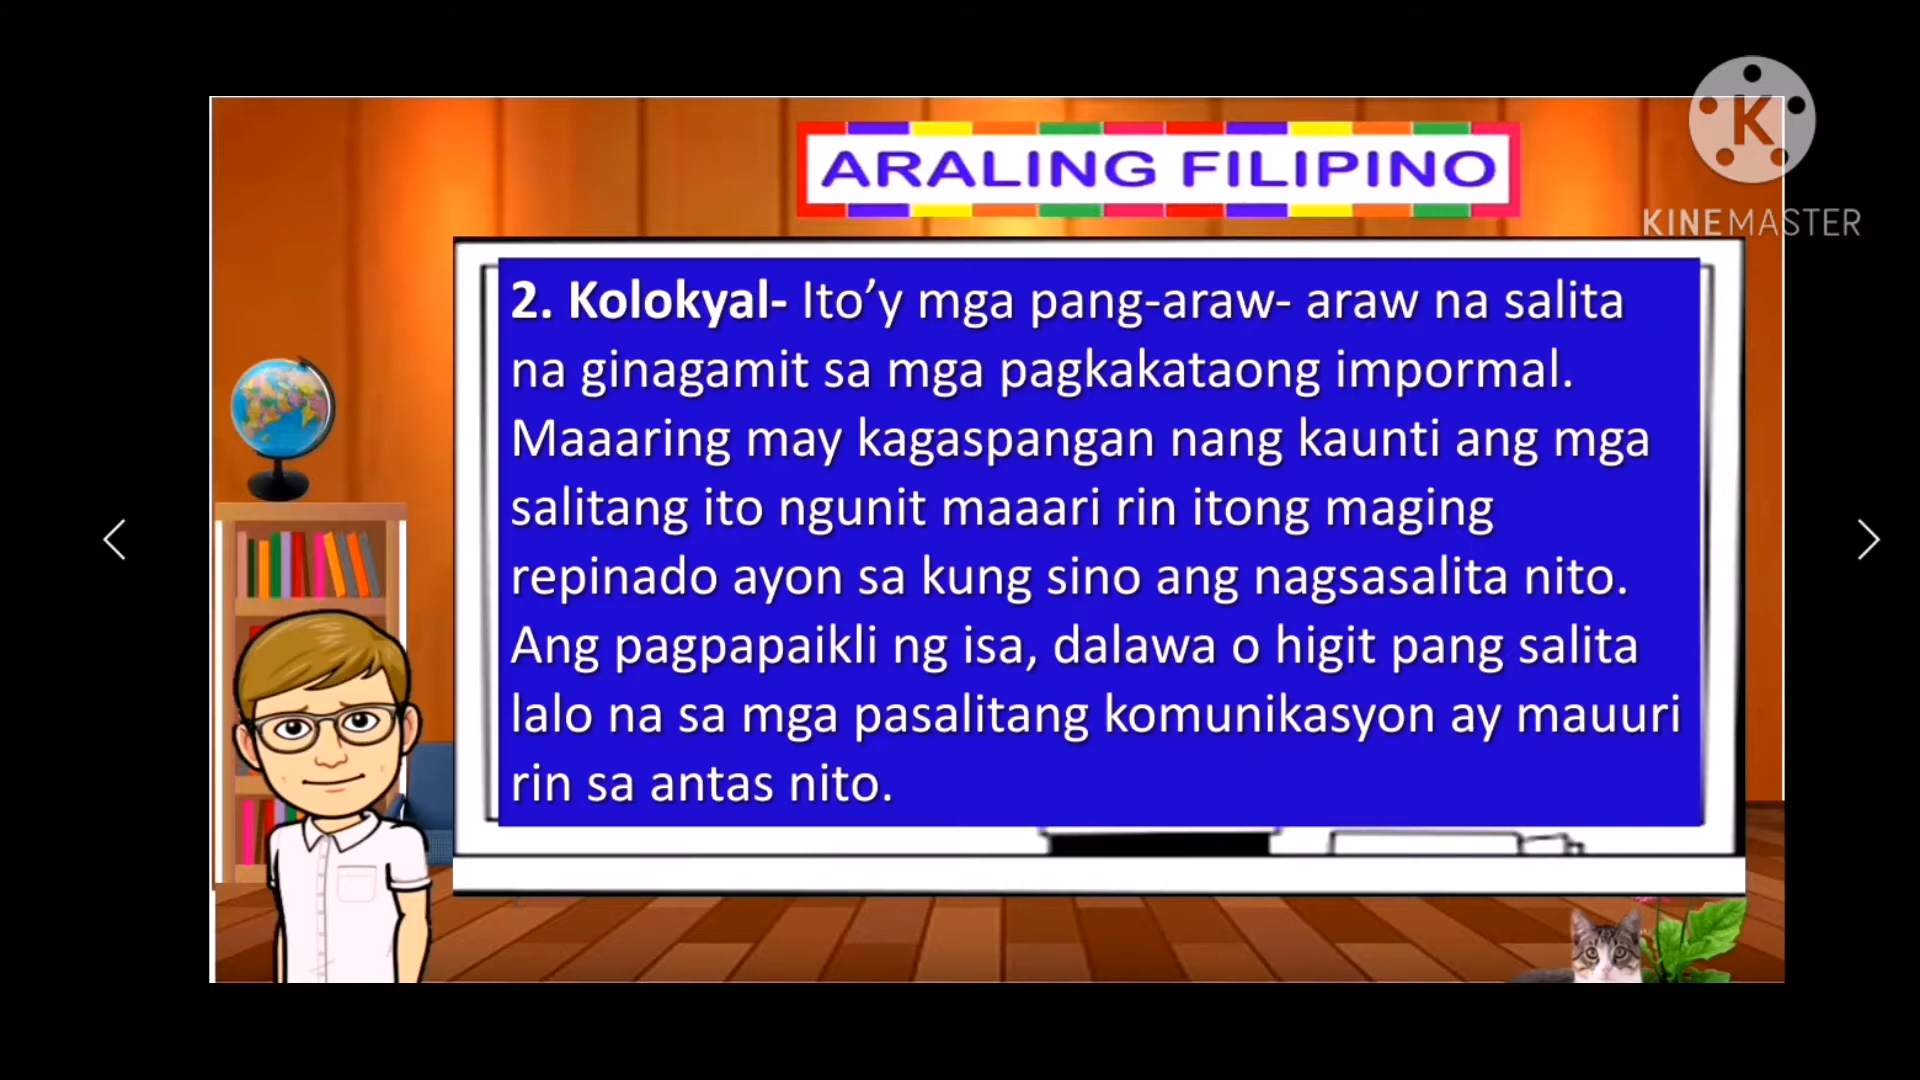 ARALING FILIPINO
K
KINEMASTER
2. Kolokyal- Ito’y mga pang-araw- araw na salita
na ginagamit sa mga pagkakataong impormal.
Maaaring may kagaspangan nang kaunti ang mga
salitang ito ngunit maaari rin itong maging
repinado ayon sa kung sino ang nagsasalita nito.
Ang pagpapaikli ng isa, dalawa o higit pang salita
lalo na sa mga pasalitang komunikasyon ay mauuri
rin sa antas nito.